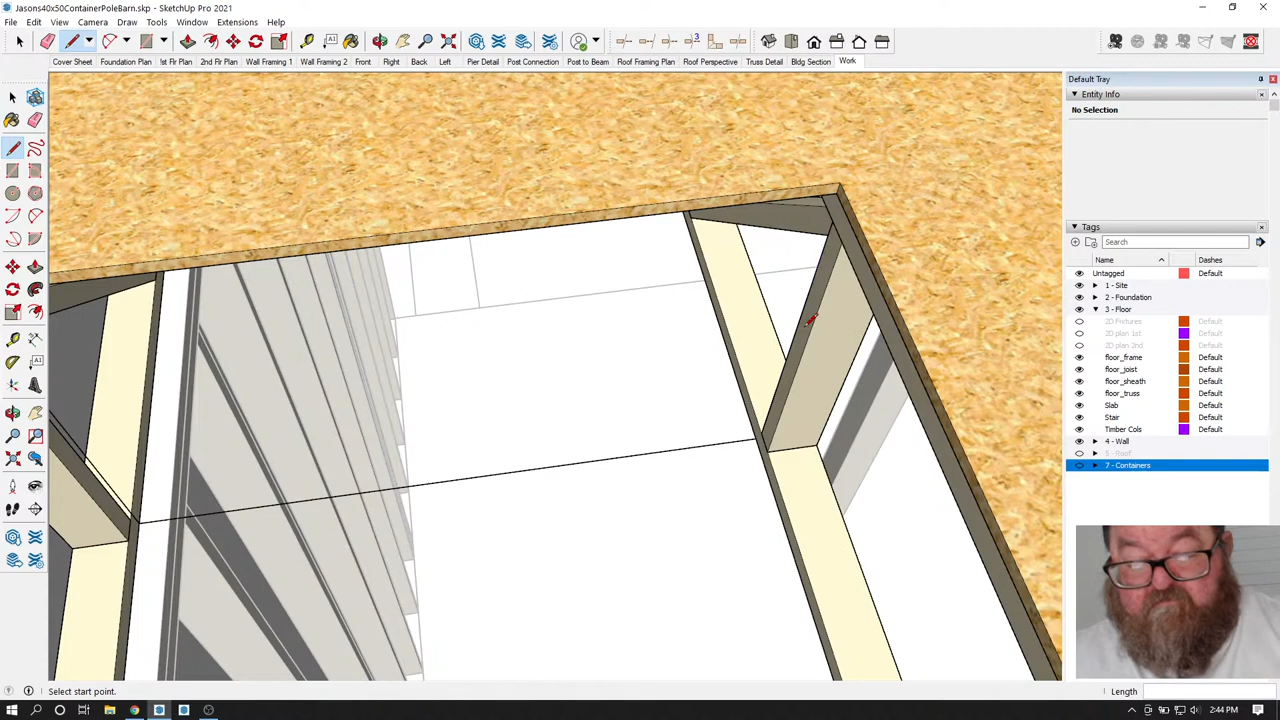 Jasons40x50ContainerPoleBarn.skp - SketchUp Pro 2021
File Edit View Camera Draw Tools Window Extensions Help
3
Cover Sheet Foundation Plan 1st Flr Plan 2nd Flr Plan Wall Framing 1 Wall Framing 2 Front Right Back Left Pier Detail Post Connection Post to Beam Roof Framing Plan Roof Perspective Truss Detail Bldg Section Work
Default Tray
Entity Info
No Selection
Tags
Search
Name Dashes
Untagged Default
1 - Site
2 - Foundation
3 - Floor
2D Fixtures Default
2D plan 1st Default
2D plan 2nd Default
floor_frame Default
floor_joist Default
floor_sheath Default
floor_truss Default
Slab Default
Stair Default
Timber Cols Default
4 - Wall
5 - Roof
7 - Containers
Select start point. Length
2:44 PM